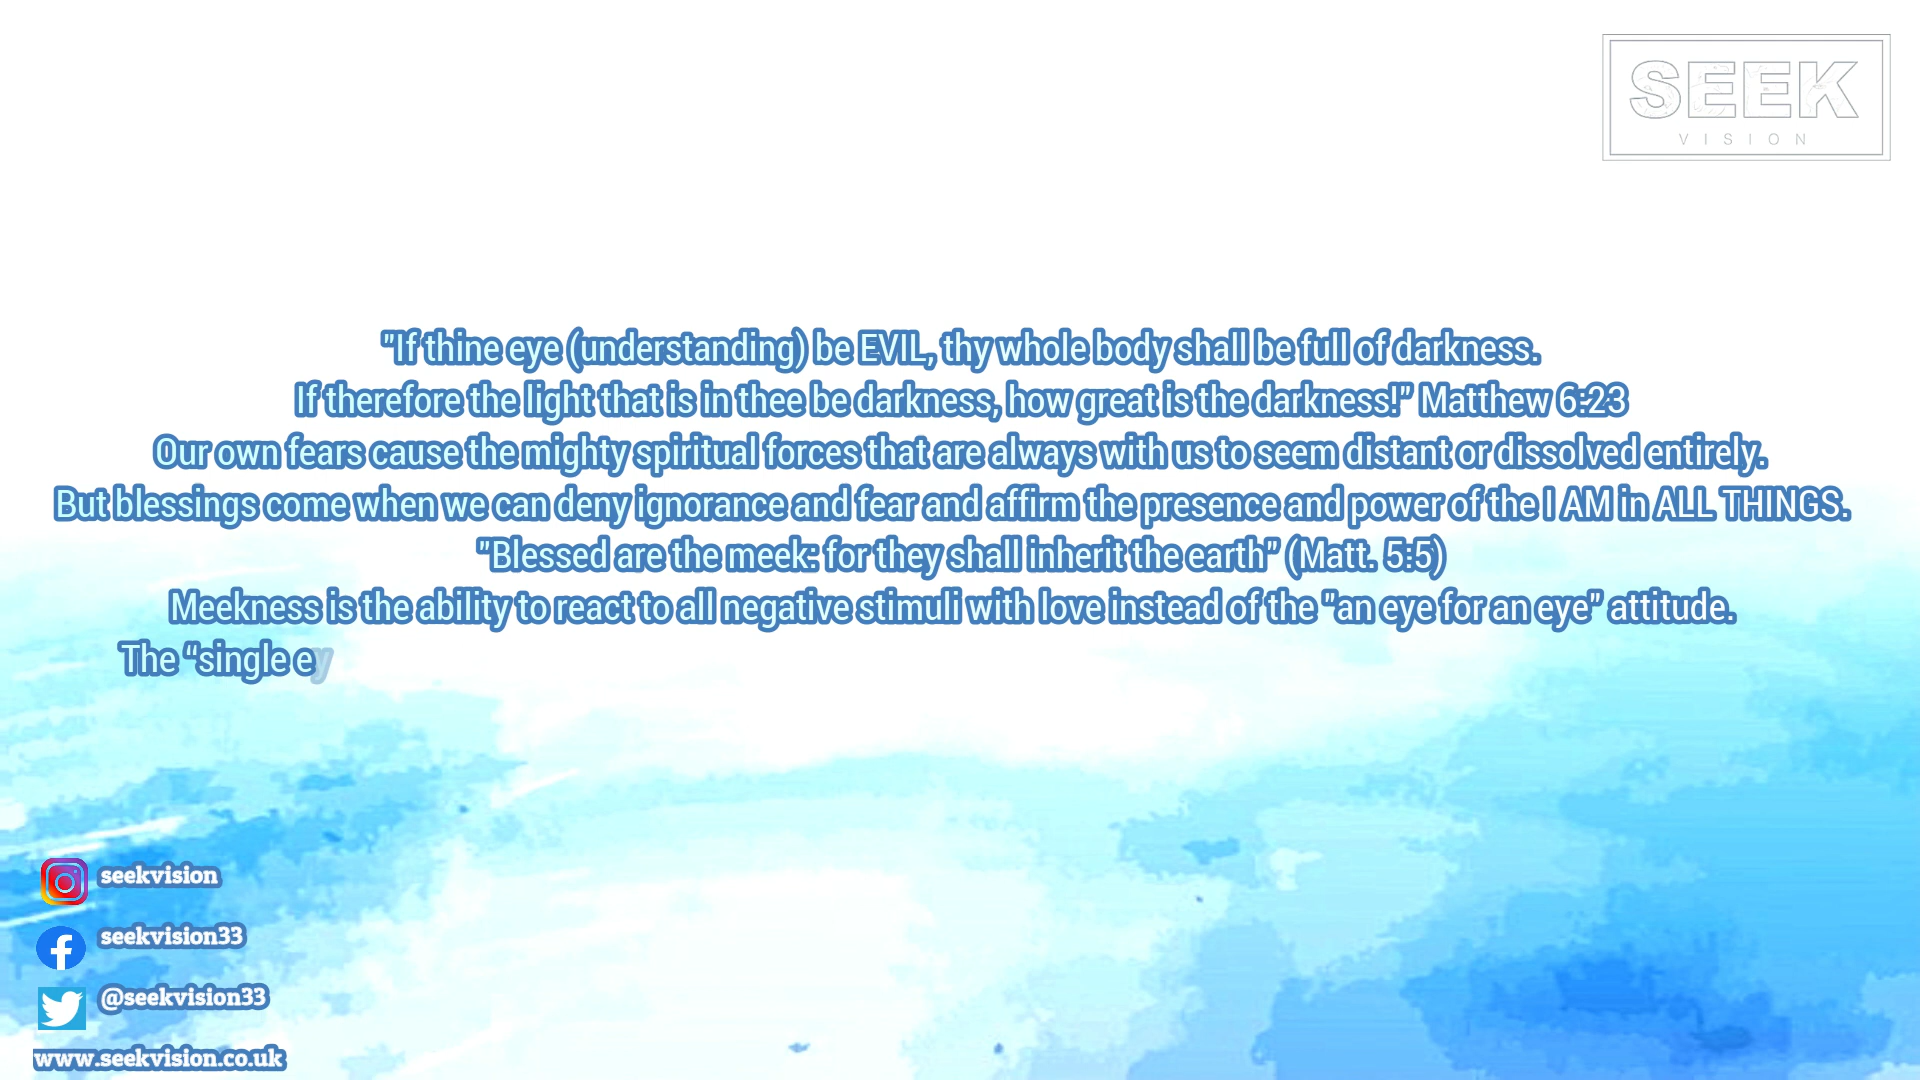 SEEK
VISION
"If thine eye (understanding) be EVIL, thy whole body shall be full of darkness.
If therefore the light that is in thee be darkness, how great is the darkness!" Matthew 6:23
Our own fears cause the mighty spiritual forces that are always with us to seem distant or dissolved entirely.
But blessings come when we can deny ignorance and fear and affirm the presence and power of the I AM in ALL THINGS.
"Blessed are the meek: for they shall inherit the earth" (Matt. 5:5)
Meekness is the ability to react to all negative stimuli with love instead of the "an eye for an eye" attitude.
The “single ey
seekvision
seekvision33
@seekvision33
www.seekvision.co.uk